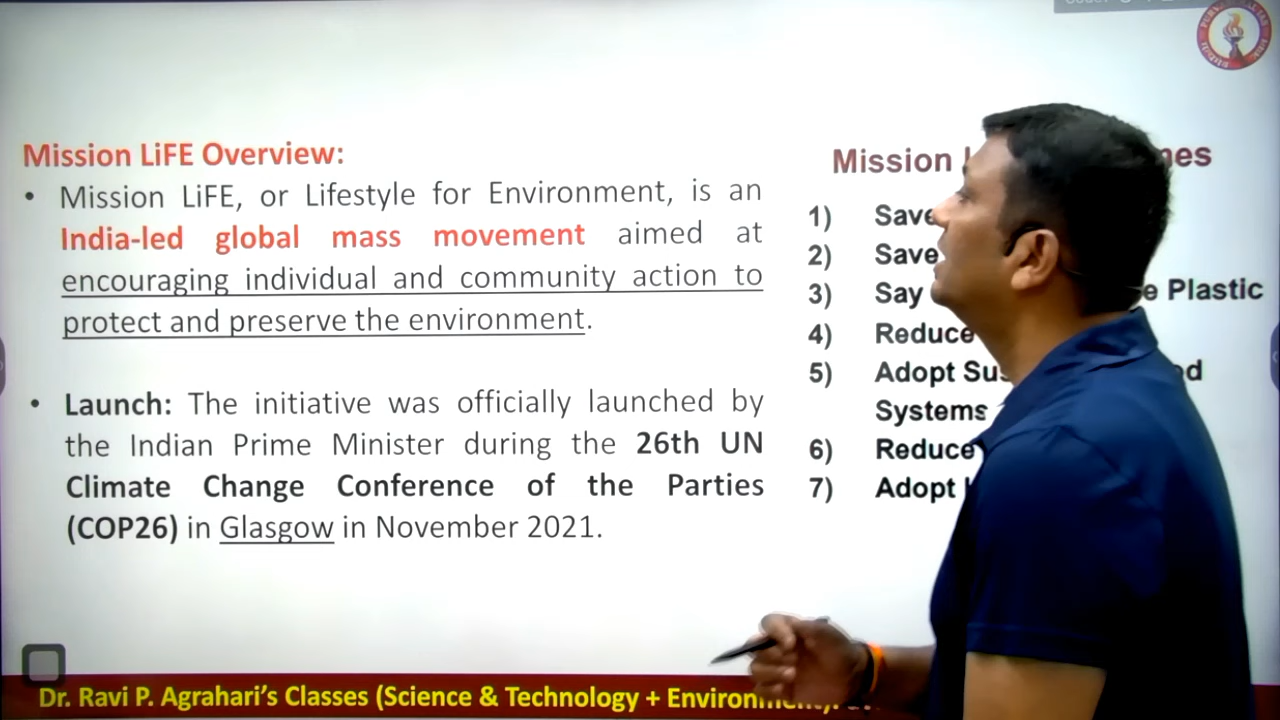 Mission LiFE Overview:
• Mission LiFE, or Lifestyle for Environment, is an
India-led global mass movement aimed at
encouraging individual and community action to
protect and preserve the environment.
• Launch: The initiative was officially launched by
the Indian Prime Minister during the 26th UN
Climate Change Conference of the Parties
(COP26) in Glasgow in November 2021.
Mission
1) Save
2) Save
3) Say Plastic
4) Reduce
5) Adopt
Systems
6) Reduce
7) Adopt
Dr. Ravi P. Agrahari's Classes (Science & Technology +